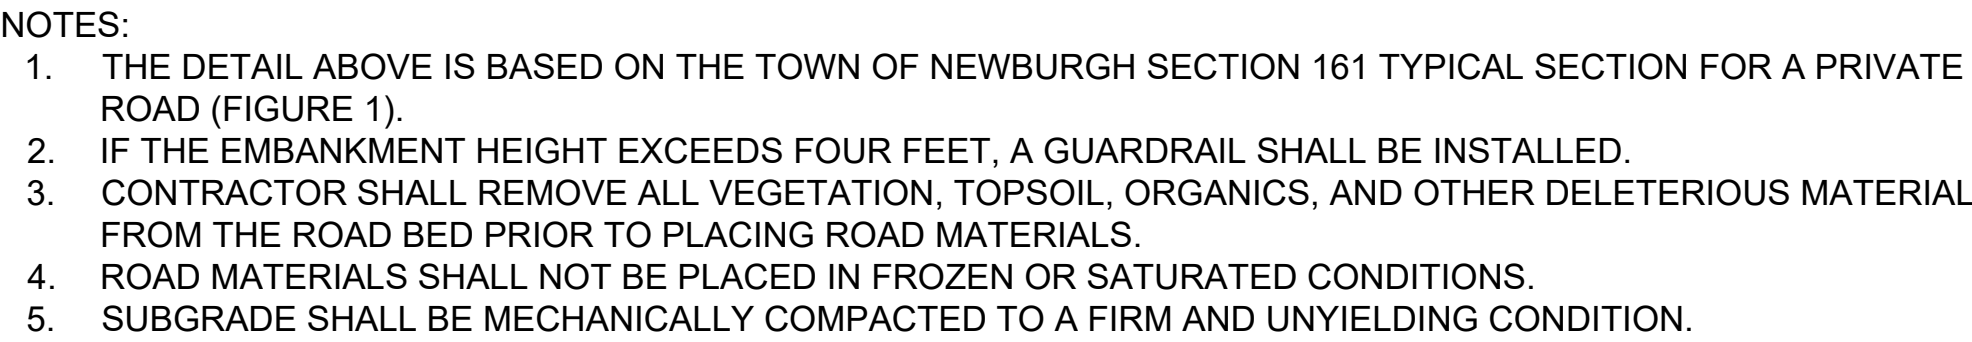 NOTES:
1. THE DETAIL ABOVE IS BASED ON THE TOWN OF NEWBURGH SECTION 161 TYPICAL SECTION FOR A PRIVATE
ROAD (FIGURE 1).
2. IF THE EMBANKMENT HEIGHT EXCEEDS FOUR FEET, A GUARDRAIL SHALL BE INSTALLED.
3. CONTRACTOR SHALL REMOVE ALL VEGETATION, TOPSOIL, ORGANICS, AND OTHER DELETERIOUS MATERIAL
FROM THE ROAD BED PRIOR TO PLACING ROAD MATERIALS.
4. ROAD MATERIALS SHALL NOT BE PLACED IN FROZEN OR SATURATED CONDITIONS.
5. SUBGRADE SHALL BE MECHANICALLY COMPACTED TO A FIRM AND UNYIELDING CONDITION.